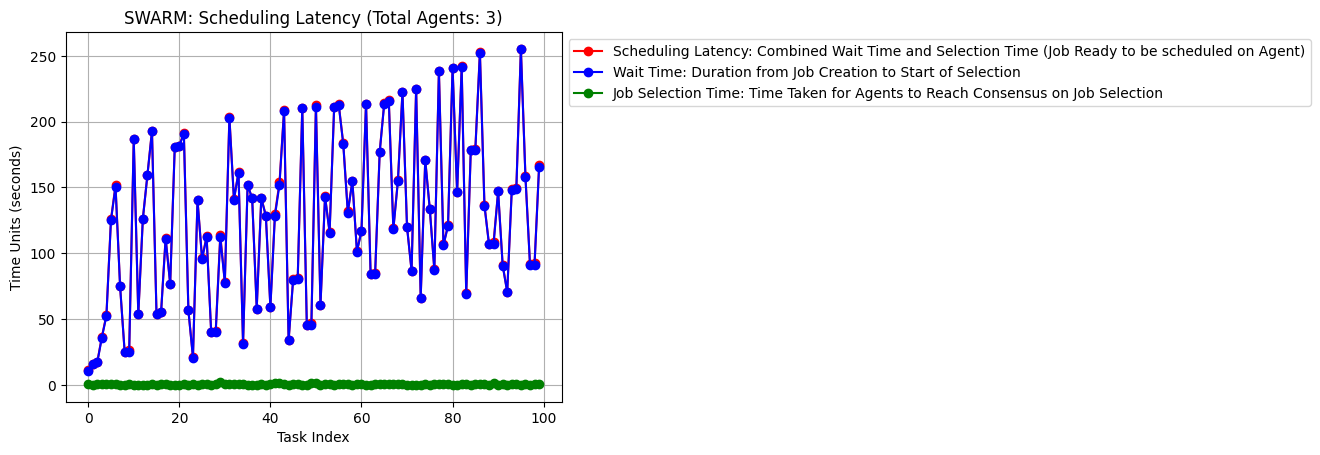 SWARM: Scheduling Latency (Total Agents: 3)
Scheduling Latency: Combined Wait Time and Selection Time (Job Ready to be scheduled on Agent)
Wait Time: Duration from Job Creation to Start of Selection
Job Selection Time: Time Taken for Agents to Reach Consensus on Job Selection
Time Units (seconds)
250
200
150
100
50
0
0 20 40 60 80 100
Task Index